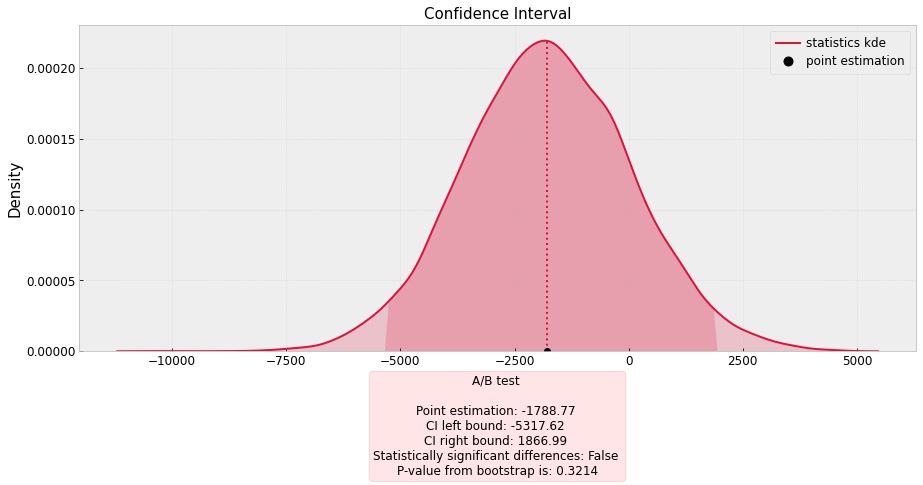 Confidence Interval
statistics kde
point estimation
Density
0.00020
0.00015
0.00010
0.00005
0.00000
−10000 −7500 −5000 −2500 0 2500 5000
A/B test
Point estimation: -1788.77
CI left bound: -5317.62
CI right bound: 1866.99
Statistically significant differences: False
P-value from bootstrap is: 0.3214